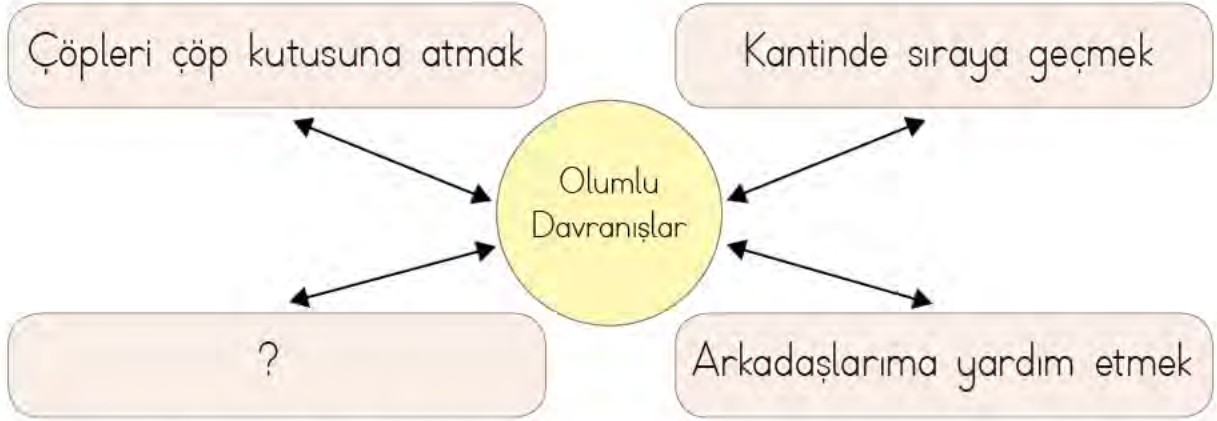 Çöpleri çöp kutusuna atmak
Kantinde sıraya geçmek
Olumlu
Davranışlar
?
Arkadaşlarıma yardım etmek